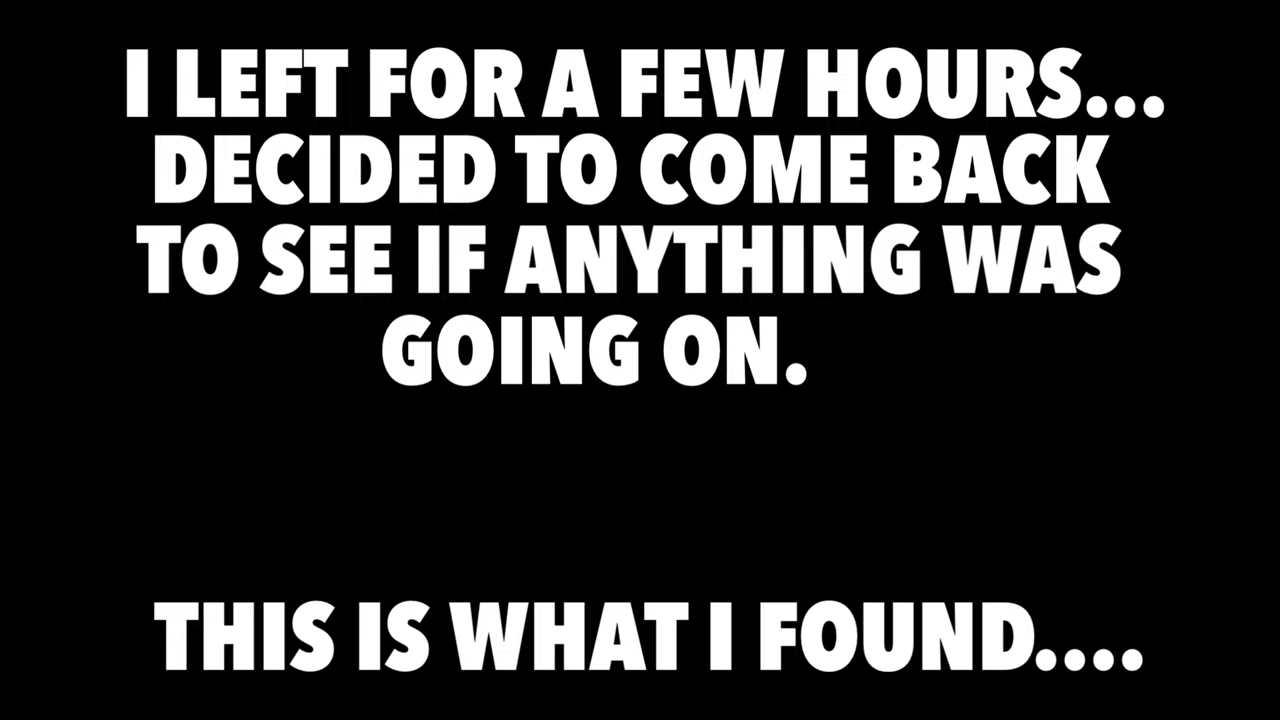 I LEFT FOR A FEW HOURS...
DECIDED TO COME BACK
TO SEE IF ANYTHING WAS
GOING ON.
THIS IS WHAT I FOUND....